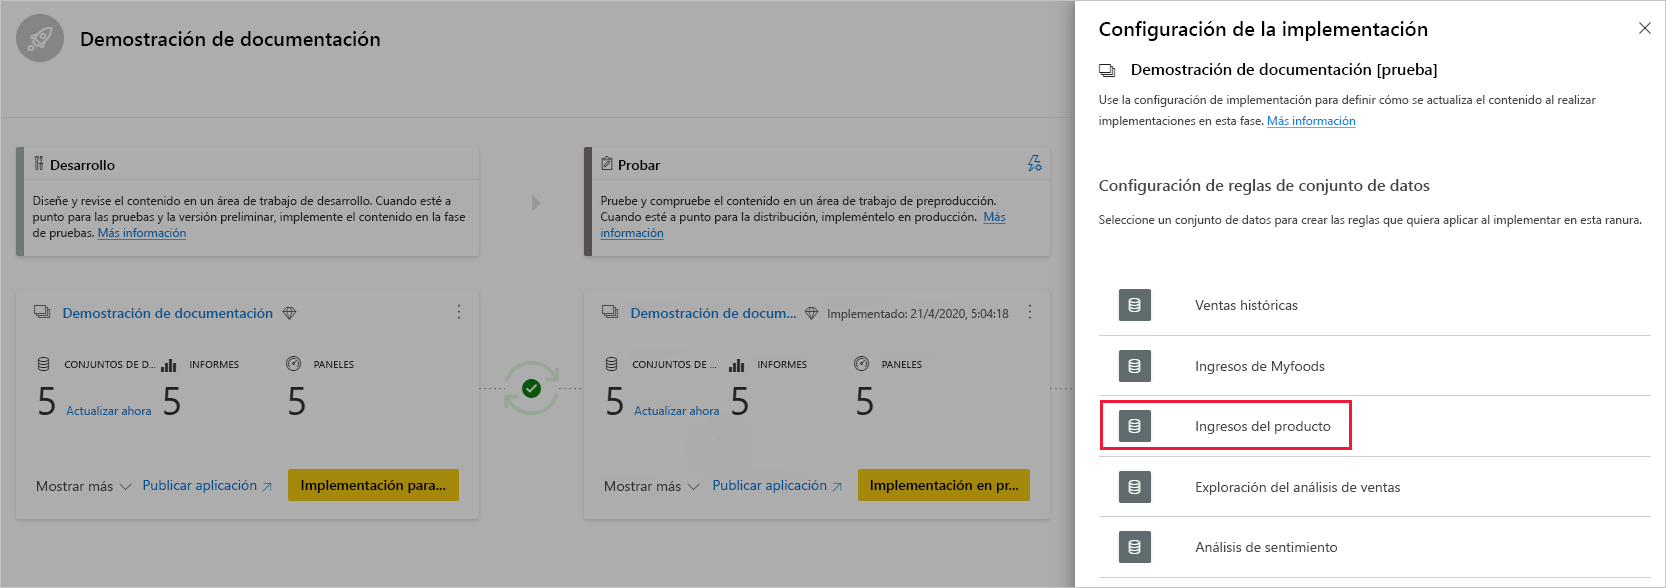 Demostración de documentación
Desarrollo
Diseñe y revise el contenido en un área de trabajo de desarrollo. Cuando esté a
punto para las pruebas y la versión preliminar, implemente el contenido en la fase
de pruebas. Más información
Demostración de documentación
CONJUNTOS DE D... INFORMES PANELES
5 Actualizar ahora 5 5
Mostrar más Publicar aplicación Implementación para...
Probar
Pruebe y compruebe el contenido en un área de trabajo de preproducción.
Cuando esté a punto para la distribución, impleméntelo en producción. Más
información
Demostración de docum... Implementado: 21/4/2020, 5:04:18
CONJUNTOS DE ... INFORMES PANELES
5 Actualizar ahora 5 5
Mostrar más Publicar aplicación Implementación en pr...
Configuración de la implementación
Demostración de documentación [prueba]
Use la configuración de implementación para definir cómo se actualiza el contenido al realizar
implementaciones en esta fase. Más información
Configuración de reglas de conjunto de datos
Seleccione un conjunto de datos para crear las reglas que quiera aplicar al implementar en esta ranura.
Ventas históricas
Ingresos de Myfoods
Ingresos del producto
Exploración del análisis de ventas
Análisis de sentimiento